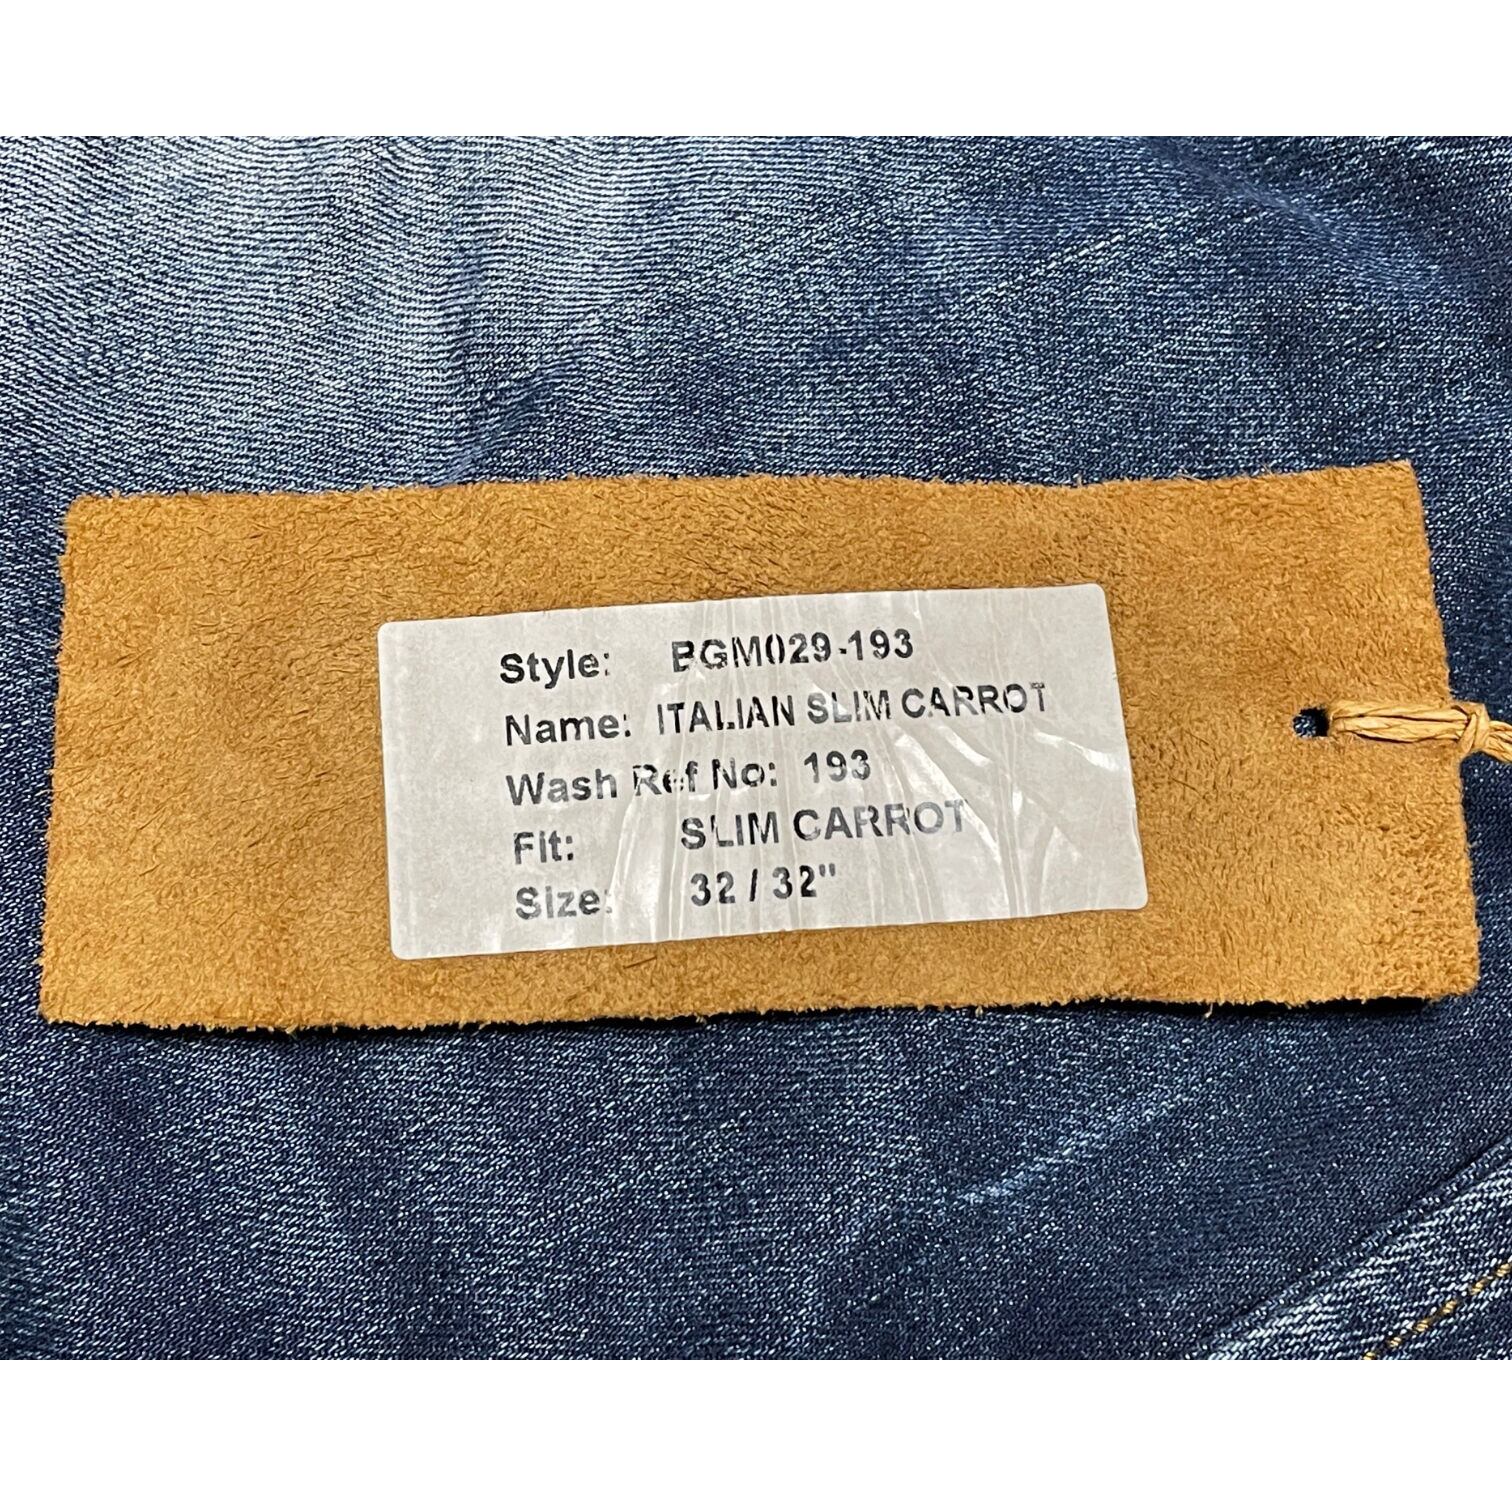 Style: BGM029-193
Name: ITALIAN SLIM CARROT
Wash Ref No: 193
Fit: SLIM CARROT
Size: 32 / 32"